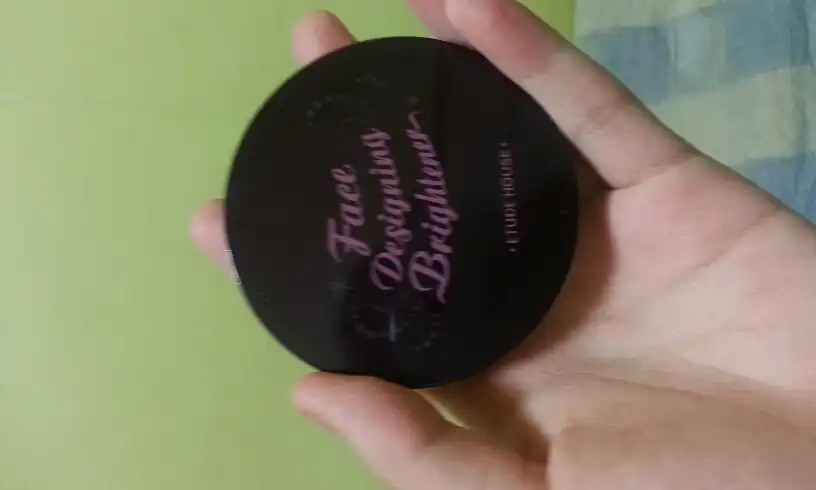 Face
Designing
Brightener
• ETUDE HOUSE •